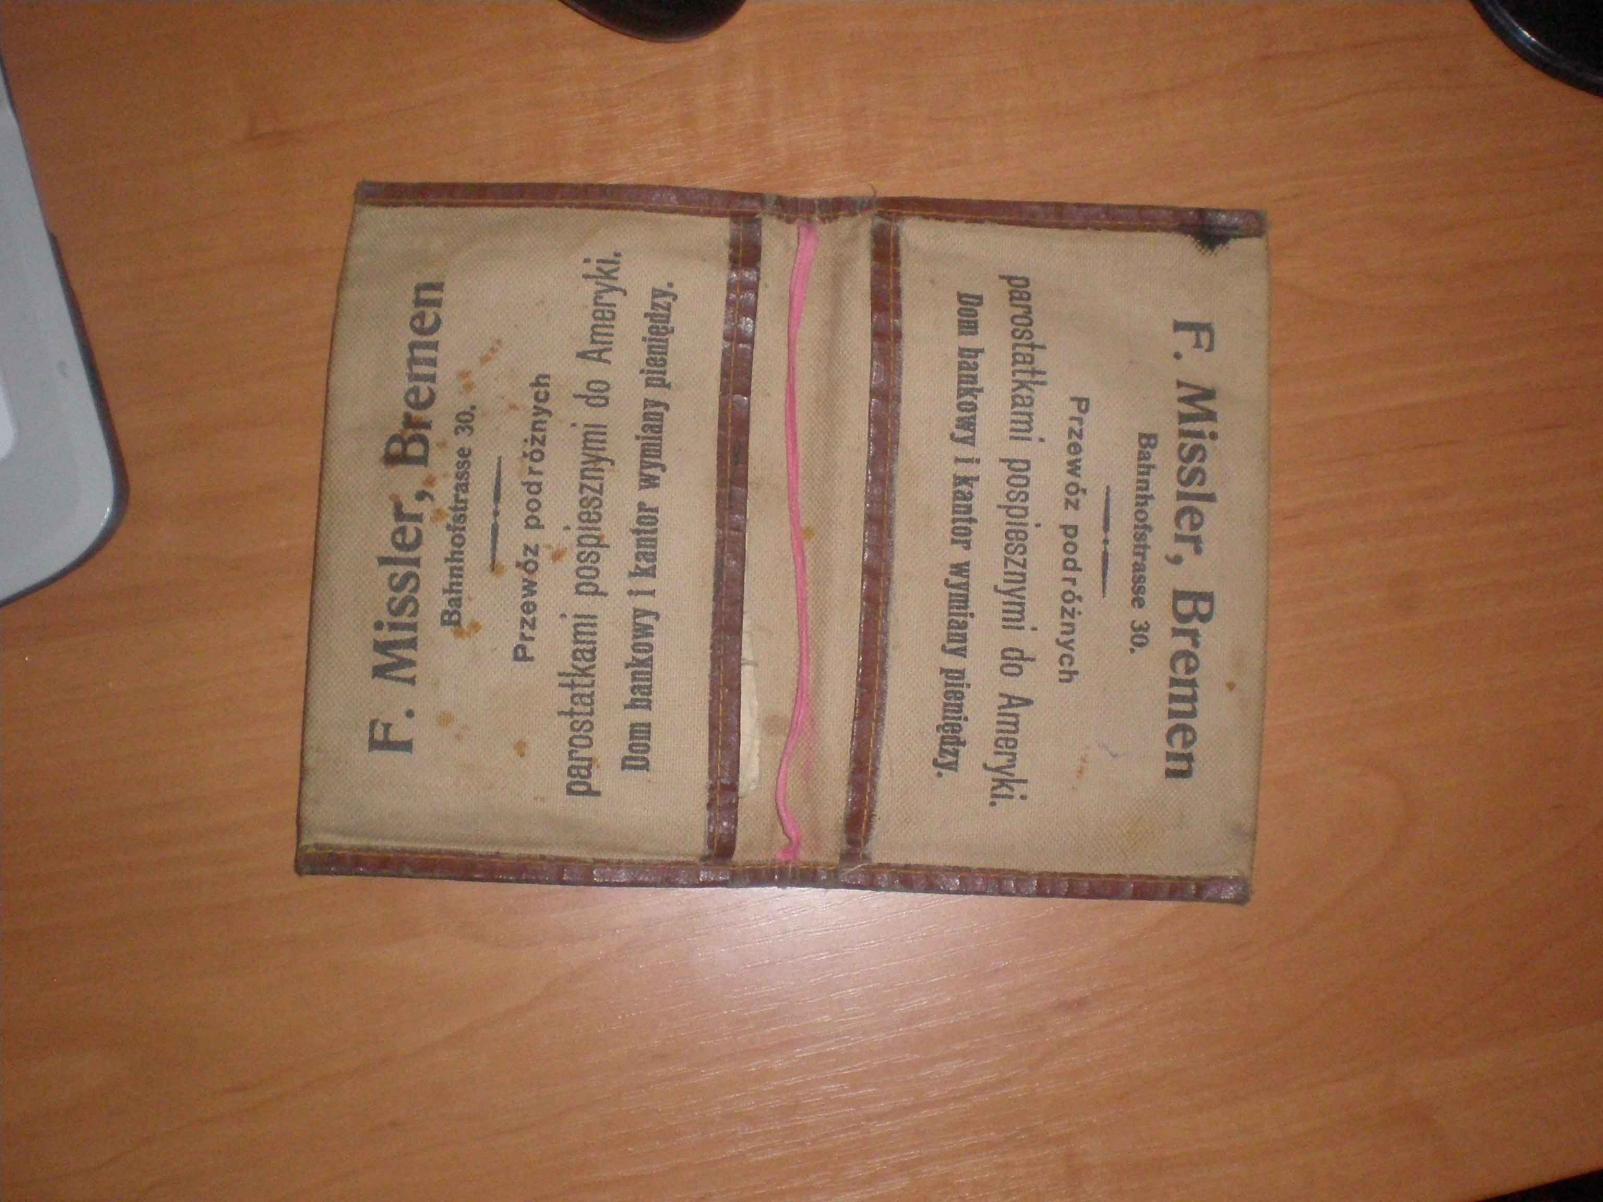 F. Missler, Bremen
Bahnhofstrasse 30.
Przewóz podróżnych
parostatkami pospiesznymi do Ameryki.
Dom bankowy i kantor wymiany pieniędzy.
F. Missler, Bremen
Bahnhofstrasse 30.
Przewóz podróżnych
parostatkami pospiesznymi do Ameryki.
Dom bankowy i kantor wymiany pieniędzy.